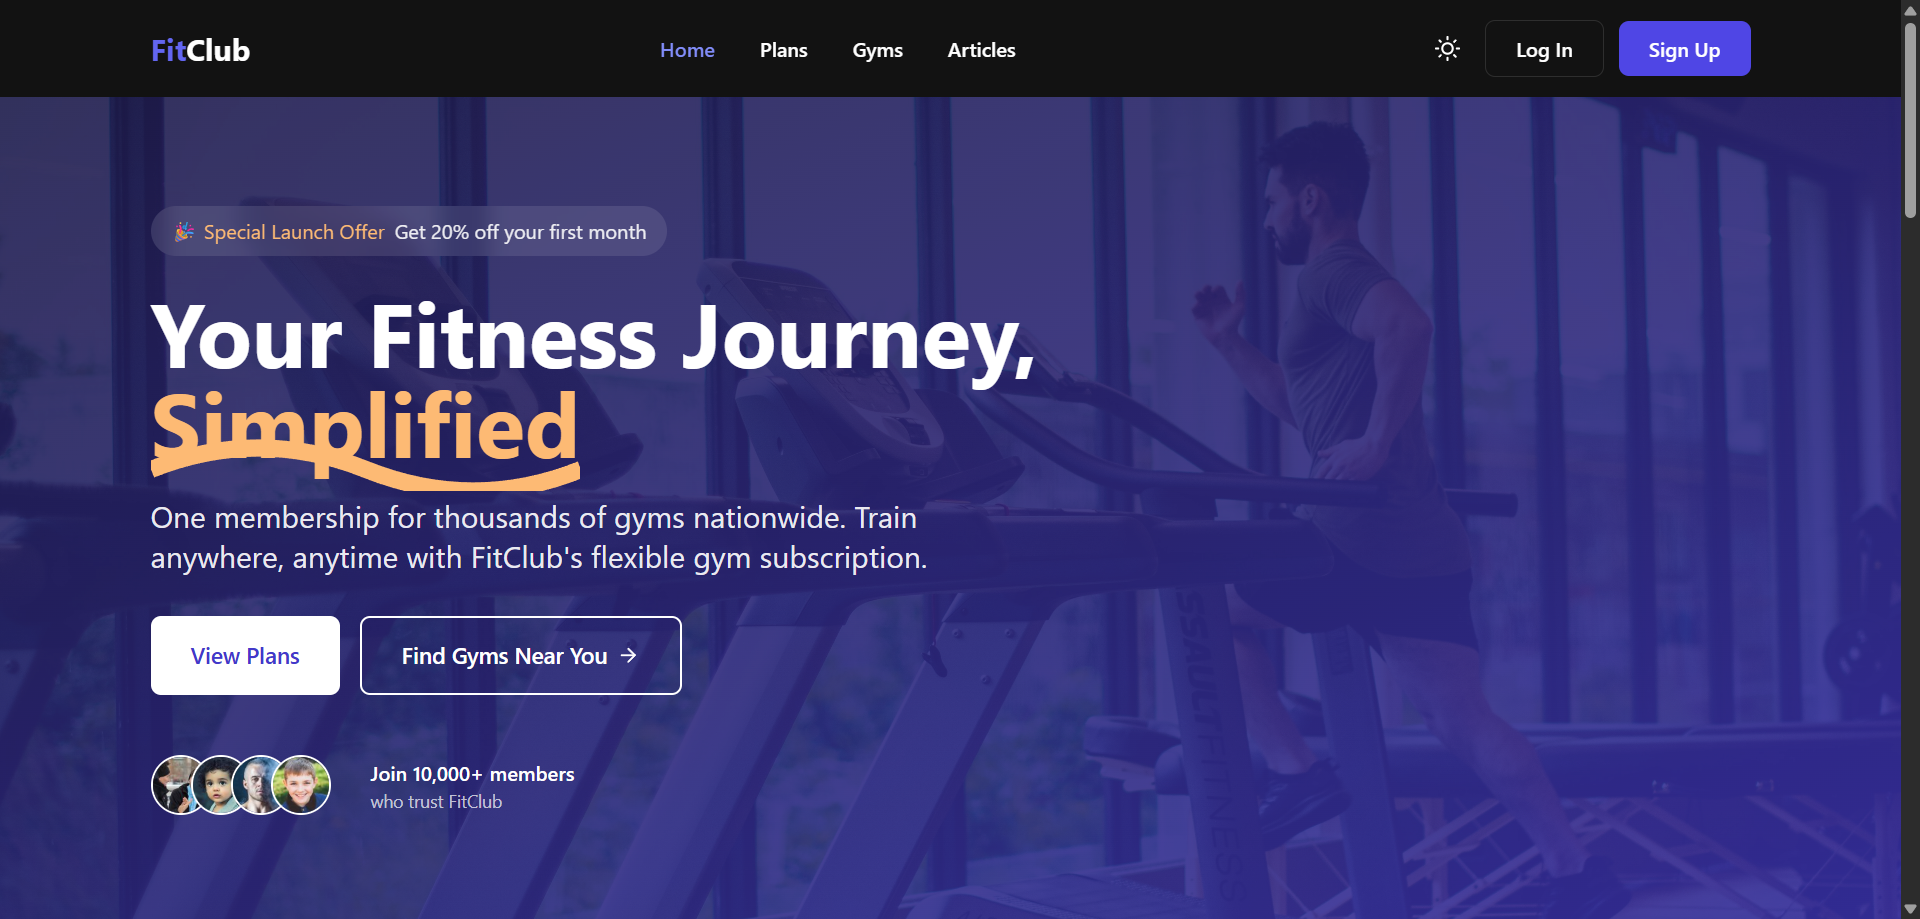 FitClub
Home
Plans
Gyms
Articles
Log In
Sign Up
🎉 Special Launch Offer Get 20% off your first month
Your Fitness Journey,
Simplified
One membership for thousands of gyms nationwide. Train
anywhere, anytime with FitClub's flexible gym subscription.
View Plans
Find Gyms Near You →
Join 10,000+ members
who trust FitClub